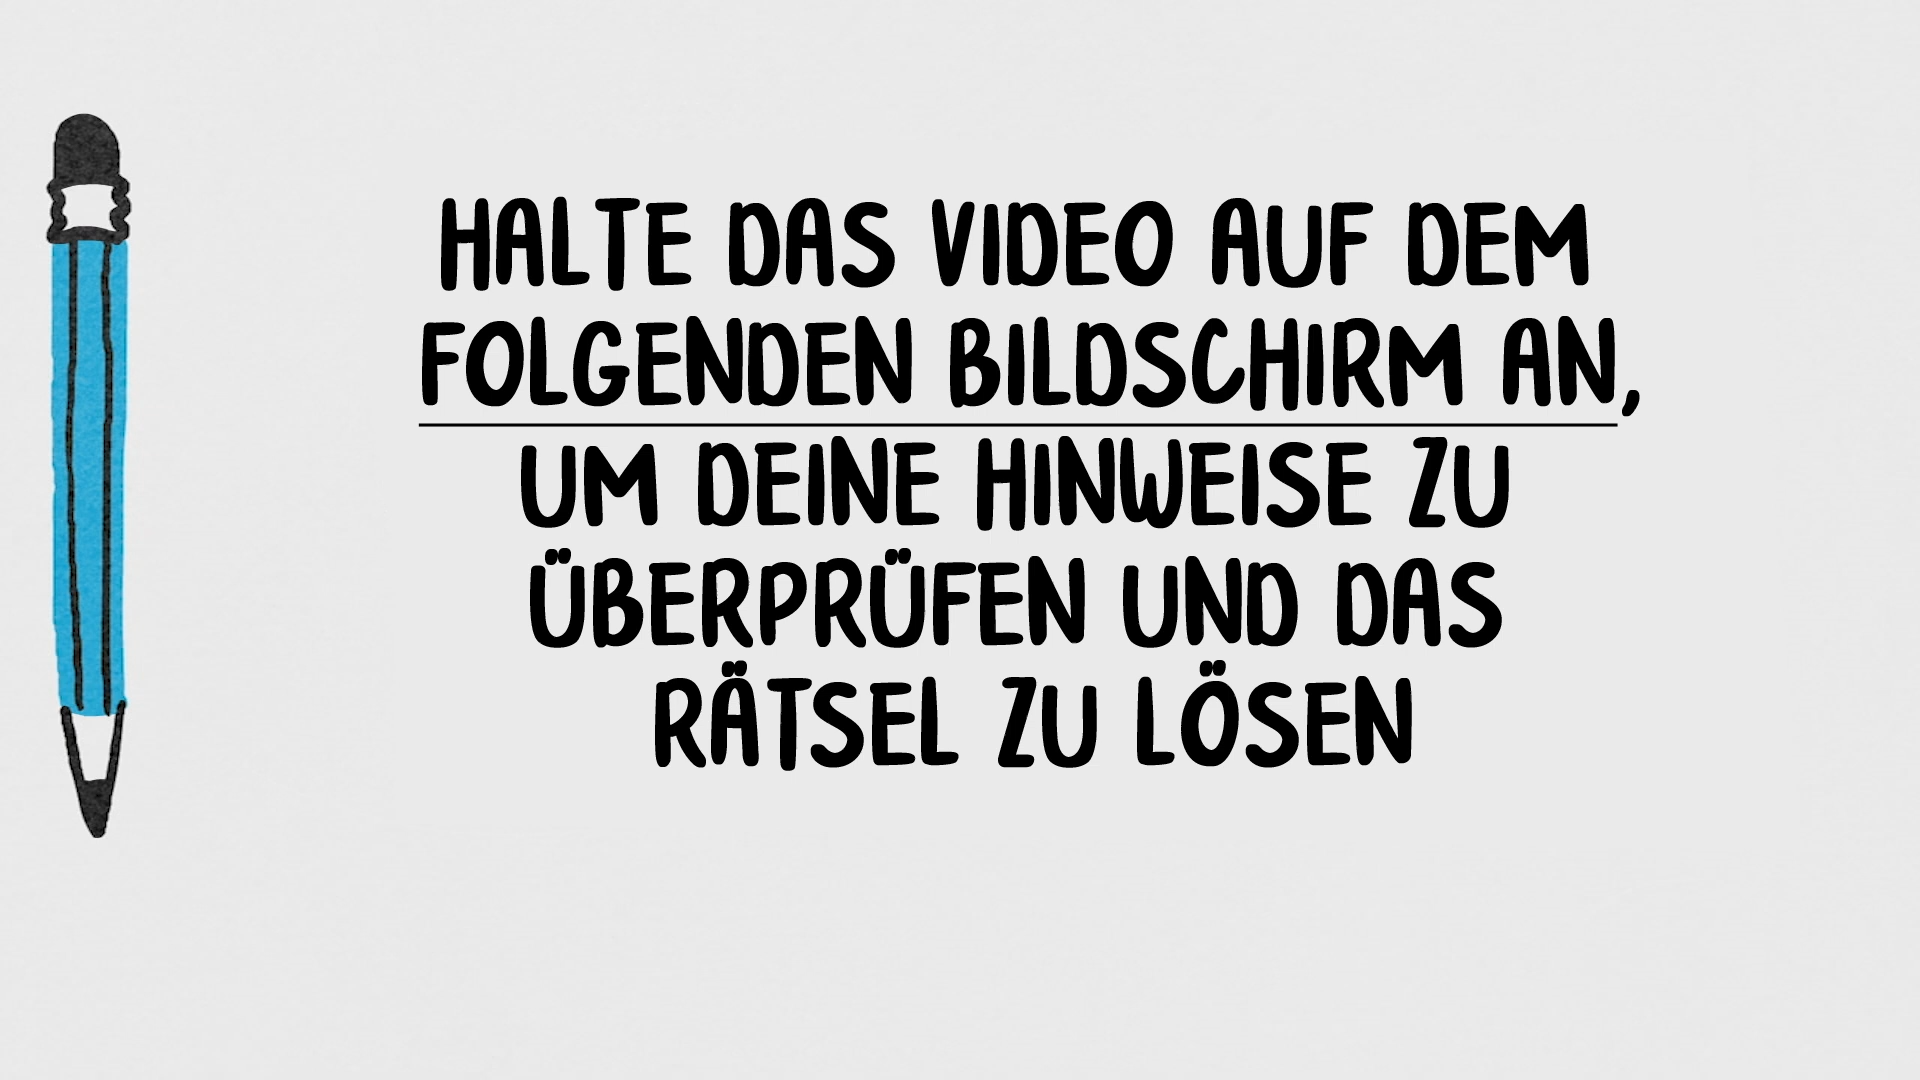 HALTE DAS VIDEO AUF DEM
FOLGENDEN BILDSCHIRM AN,
UM DEINE HINWEISE ZU
ÜBERPRÜFEN UND DAS
RÄTSEL ZU LÖSEN